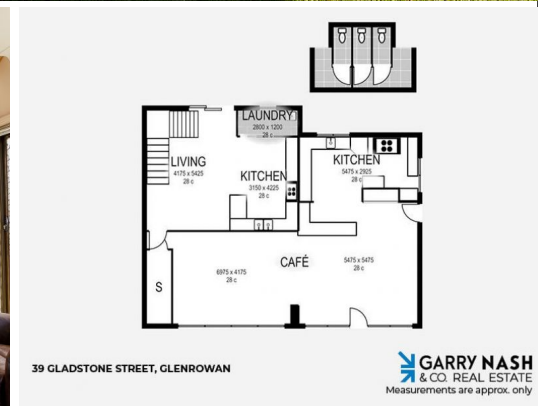 LAUNDRY
2800 x 1200
28 c
LIVING
4175 x 5425
28 c
KITCHEN
3150 x 4225
28 c
KITCHEN
5475 x 2925
28 c
CAFÉ
6975 x 4175
28 c
5475 x 5475
28 c
S
39 GLADSTONE STREET, GLENROWAN
GARRY NASH
& CO. REAL ESTATE
Measurements are approx. only